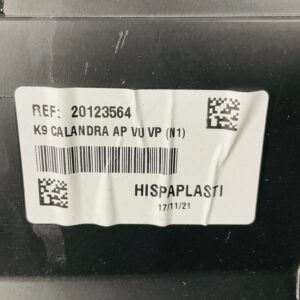 REF: 20123564
K9 CALANDRA AP VU VP (N1)
HISPAPLASTI
17/11/21